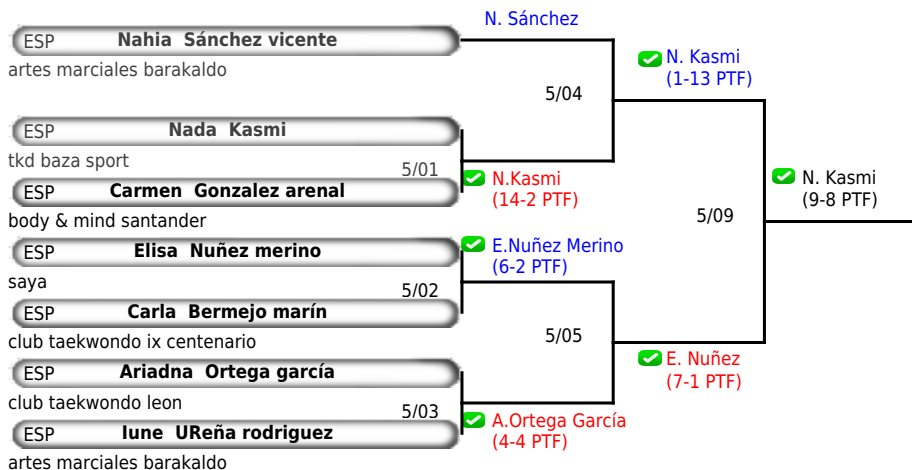 N. Sánchez
ESP Nahia Sánchez vicente
artes marciales barakaldo
N. Kasmi
(1-13 PTF)
5/04
ESP Nada Kasmi
tkd baza sport
5/01
N.Kasmi
(14-2 PTF)
N. Kasmi
(9-8 PTF)
ESP Carmen Gonzalez arenal
body & mind santander
5/09
ESP Elisa Nuñez merino
E.Nuñez Merino
(6-2 PTF)
saya
5/02
ESP Carla Bermejo marín
club taekwondo ix centenario
5/05
E. Nuñez
(7-1 PTF)
ESP Ariadna Ortega garcía
club taekwondo leon
5/03
A.Ortega García
(4-4 PTF)
ESP Iune UReña rodriguez
artes marciales barakaldo